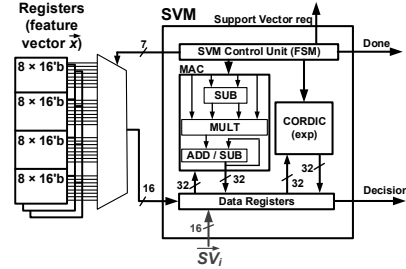 Registers
(feature
vector x)
8 × 16'b
8 × 16'b
8 × 16'b
8 × 16'b
7
16
SVM
Support Vector req
SVM Control Unit (FSM)
Done
MAC
SUB
MULT
ADD / SUB
CORDIC
(exp)
32
32
32
32
Data Registers
Decision
16
SVi